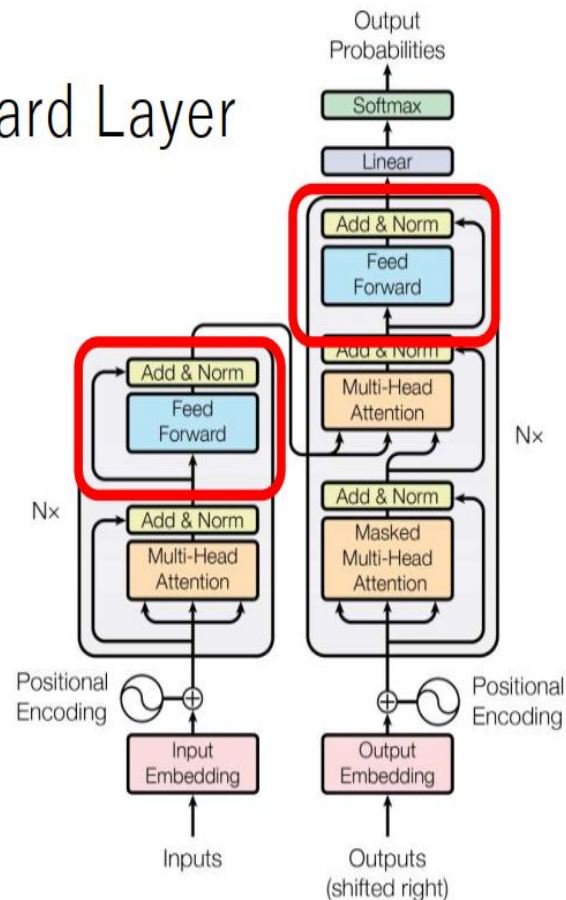 ard Layer
Output
Probabilities
Softmax
Linear
Add & Norm
Feed
Forward
Add & Norm
Multi-Head
Attention
Nx
Add & Norm
Masked
Multi-Head
Attention
Add & Norm
Feed
Forward
Nx
Add & Norm
Multi-Head
Attention
Positional
Encoding
Positional
Encoding
Input
Embedding
Output
Embedding
Inputs
Outputs
(shifted right)